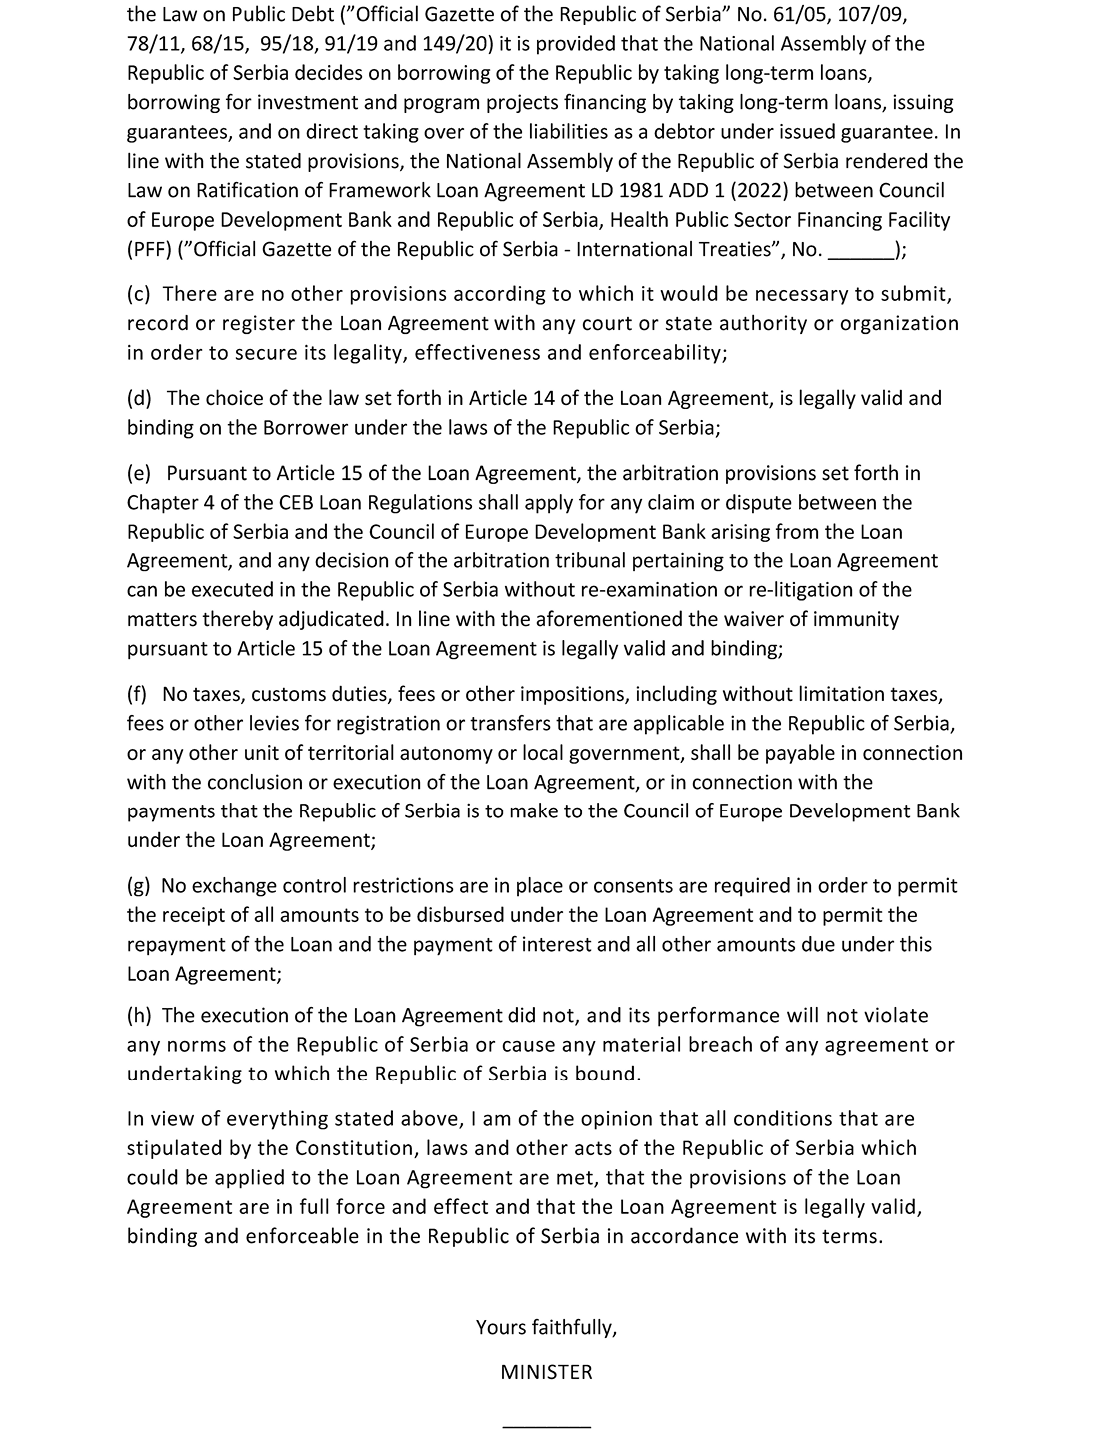 the Law on Public Debt (”Official Gazette of the Republic of Serbia” No. 61/05, 107/09,
78/11, 68/15,  95/18, 91/19 and 149/20) it is provided that the National Assembly of the
Republic of Serbia decides on borrowing of the Republic by taking long-term loans,
borrowing for investment and program projects financing by taking long-term loans, issuing
guarantees, and on direct taking over of the liabilities as a debtor under issued guarantee. In
line with the stated provisions, the National Assembly of the Republic of Serbia rendered the
Law on Ratification of Framework Loan Agreement LD 1981 ADD 1 (2022) between Council
of Europe Development Bank and Republic of Serbia, Health Public Sector Financing Facility
(PFF) (”Official Gazette of the Republic of Serbia - International Treaties”, No. ______);
(c)  There are no other provisions according to which it would be necessary to submit,
record or register the Loan Agreement with any court or state authority or organization
in order to secure its legality, effectiveness and enforceability;
(d)   The choice of the law set forth in Article 14 of the Loan Agreement, is legally valid and
binding on the Borrower under the laws of the Republic of Serbia;
(e)   Pursuant to Article 15 of the Loan Agreement, the arbitration provisions set forth in
Chapter 4 of the CEB Loan Regulations shall apply for any claim or dispute between the
Republic of Serbia and the Council of Europe Development Bank arising from the Loan
Agreement, and any decision of the arbitration tribunal pertaining to the Loan Agreement
can be executed in the Republic of Serbia without re-examination or re-litigation of the
matters thereby adjudicated. In line with the aforementioned the waiver of immunity
pursuant to Article 15 of the Loan Agreement is legally valid and binding;
(f)   No taxes, customs duties, fees or other impositions, including without limitation taxes,
fees or other levies for registration or transfers that are applicable in the Republic of Serbia,
or any other unit of territorial autonomy or local government, shall be payable in connection
with the conclusion or execution of the Loan Agreement, or in connection with the
payments that the Republic of Serbia is to make to the Council of Europe Development Bank
under the Loan Agreement;
(g)  No exchange control restrictions are in place or consents are required in order to permit
the receipt of all amounts to be disbursed under the Loan Agreement and to permit the
repayment of the Loan and the payment of interest and all other amounts due under this
Loan Agreement;
(h)  The execution of the Loan Agreement did not, and its performance will not violate
any norms of the Republic of Serbia or cause any material breach of any agreement or
undertaking to which the Republic of Serbia is bound.
In view of everything stated above, I am of the opinion that all conditions that are
stipulated by the Constitution, laws and other acts of the Republic of Serbia which
could be applied to the Loan Agreement are met, that the provisions of the Loan
Agreement are in full force and effect and that the Loan Agreement is legally valid,
binding and enforceable in the Republic of Serbia in accordance with its terms.
Yours faithfully,
MINISTER
________